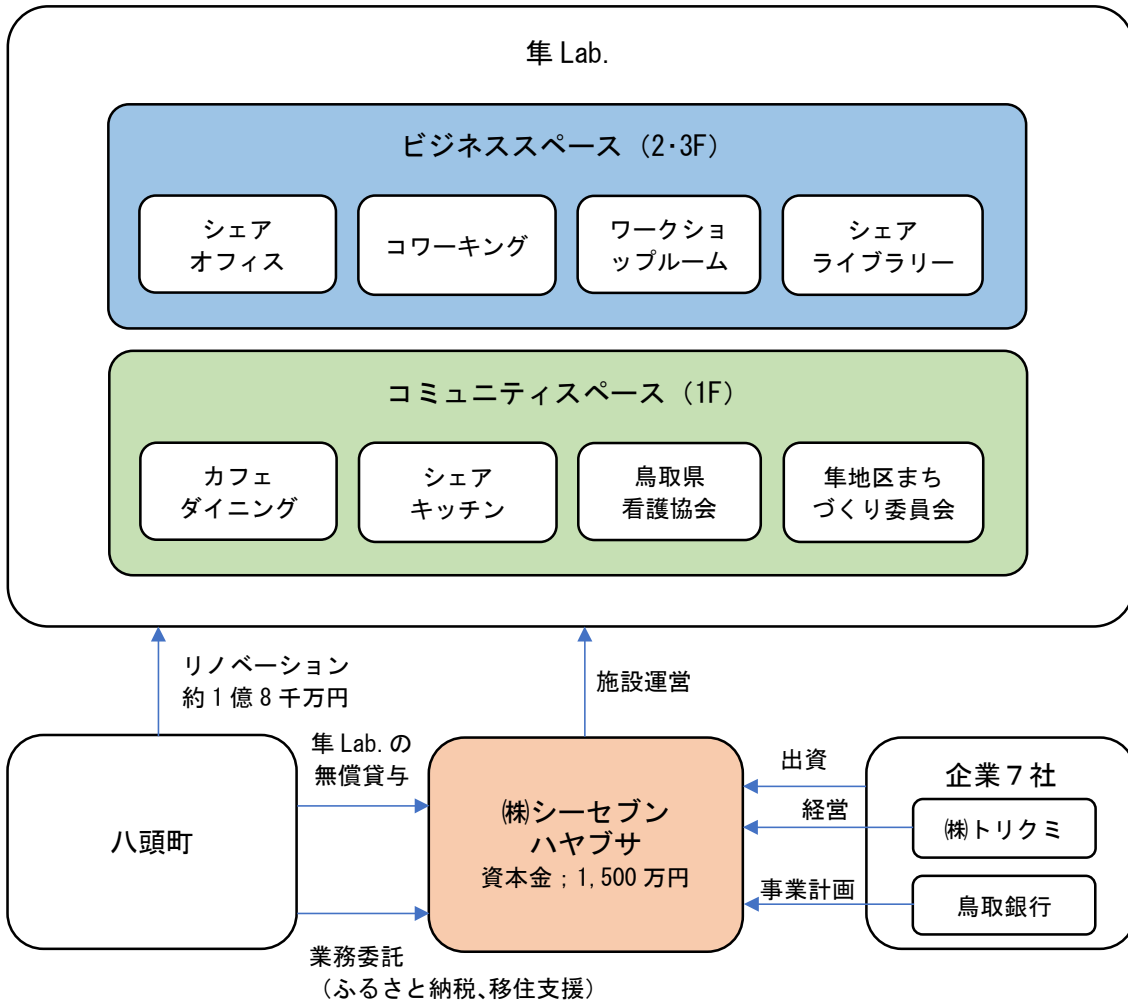 隼 Lab.
ビジネススペース（2･3F）
シェア
オフィス
コワーキング
ワークショ
ップルーム
シェア
ライブラリー
コミュニティスペース（1F）
カフェ
ダイニング
シェア
キッチン
鳥取県
看護協会
隼地区まち
づくり委員会
リノベーション
約１億８千万円
施設運営
八頭町
隼 Lab. の
無償貸与
業務委託
（ふるさと納税、移住支援）
㈱シーセブン
ハヤブサ
資本金；1,500 万円
出資
経営
事業計画
企業７社
㈱トリクミ
鳥取銀行